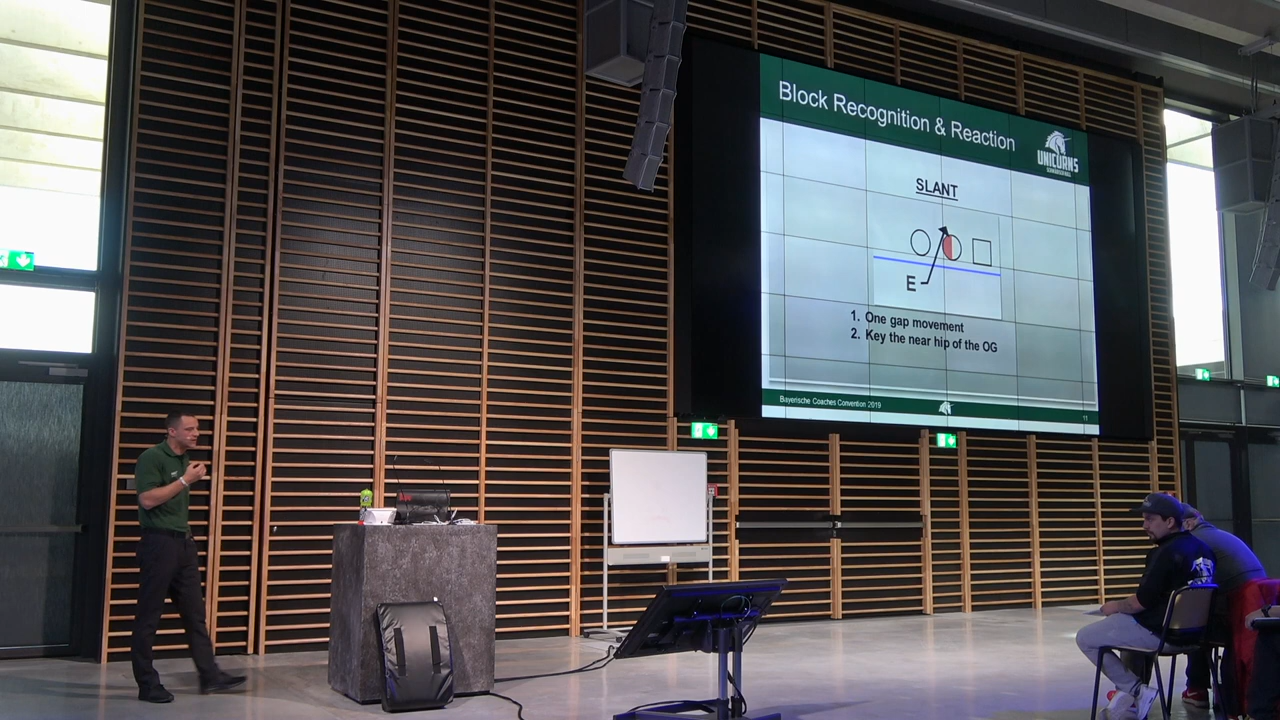 Block Recognition & Reaction
UNICORNS
SLANT
E
1. One gap movement
2. Key the near hip of the OG
Bayerische Coaches Convention 2019
11